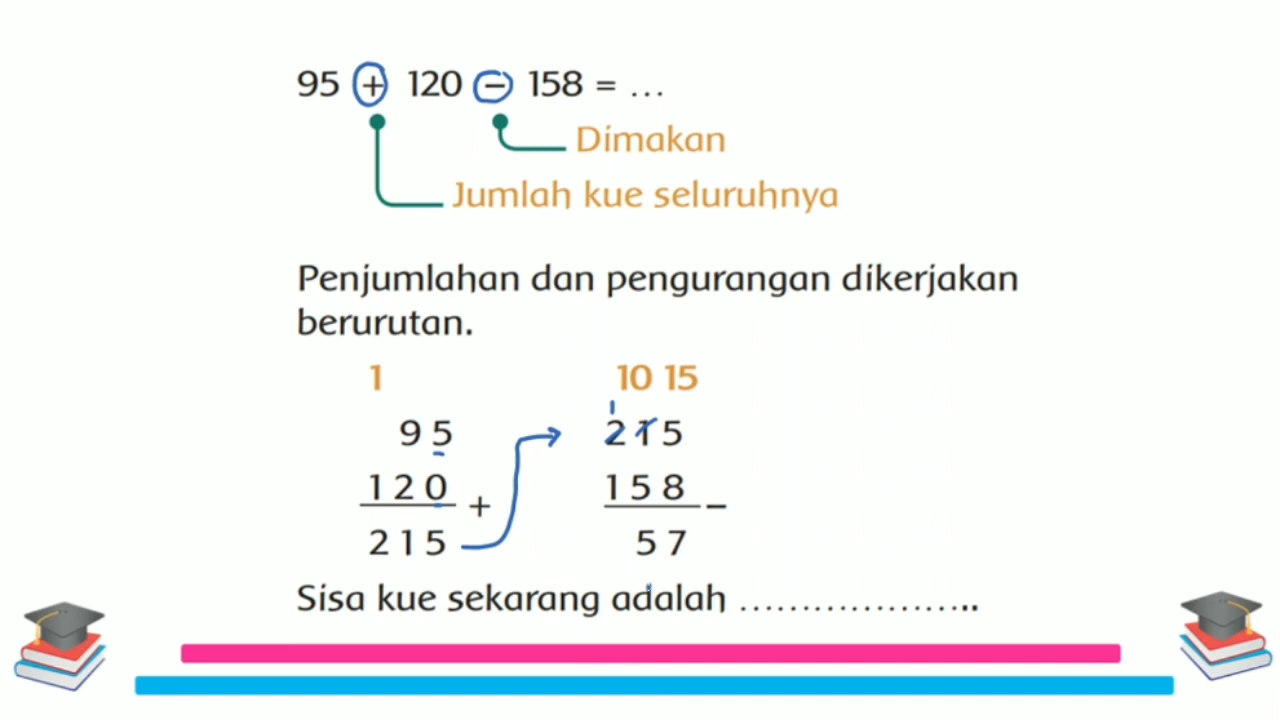 95 + 120 − 158 = ...
Dimakan
Jumlah kue seluruhnya
Penjumlahan dan pengurangan dikerjakan
berurutan.
1
95
120 +
215
10 15
1
215
158 −
57
Sisa kue sekarang adalah .....................